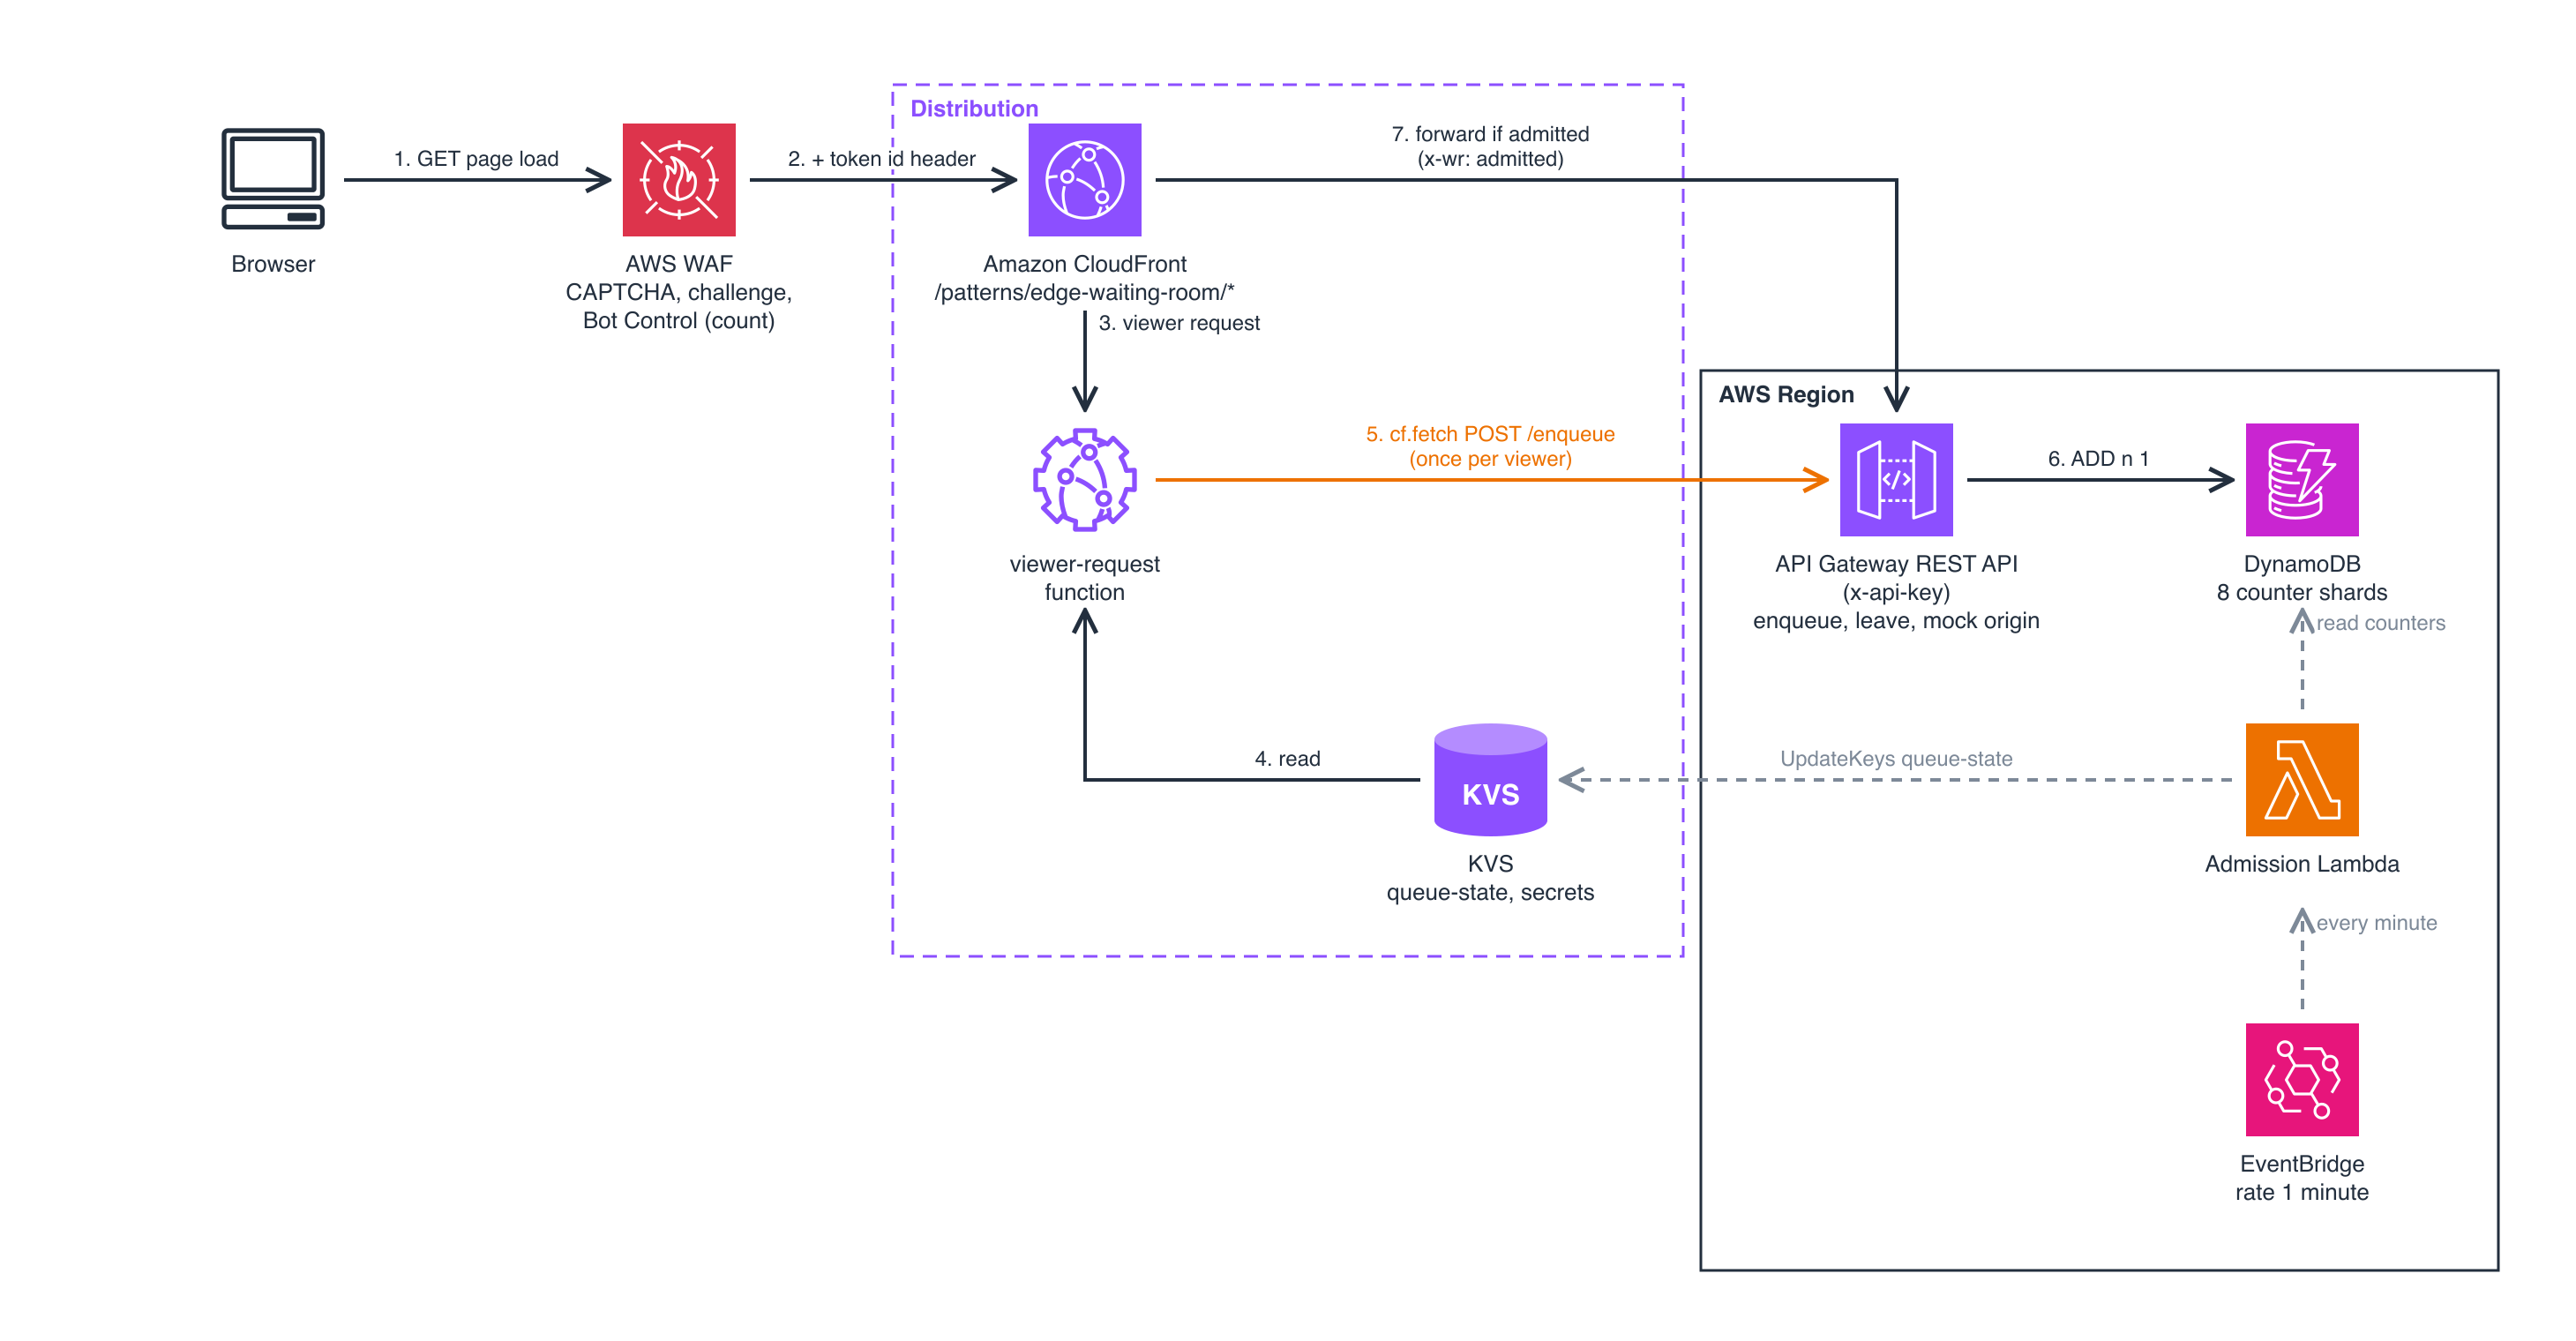 Distribution
7. forward if admitted
(x-wr: admitted)
1. GET page load
2. + token id header
Browser
AWS WAF
CAPTCHA, challenge,
Bot Control (count)
Amazon CloudFront
/patterns/edge-waiting-room/*
3. viewer request
AWS Region
5. cf.fetch POST /enqueue
(once per viewer)
6. ADD n 1
viewer-request
function
API Gateway REST API
(x-api-key)
enqueue, leave, mock origin
DynamoDB
8 counter shards
read counters
4. read
KVS
UpdateKeys queue-state
KVS
queue-state, secrets
Admission Lambda
every minute
EventBridge
rate 1 minute